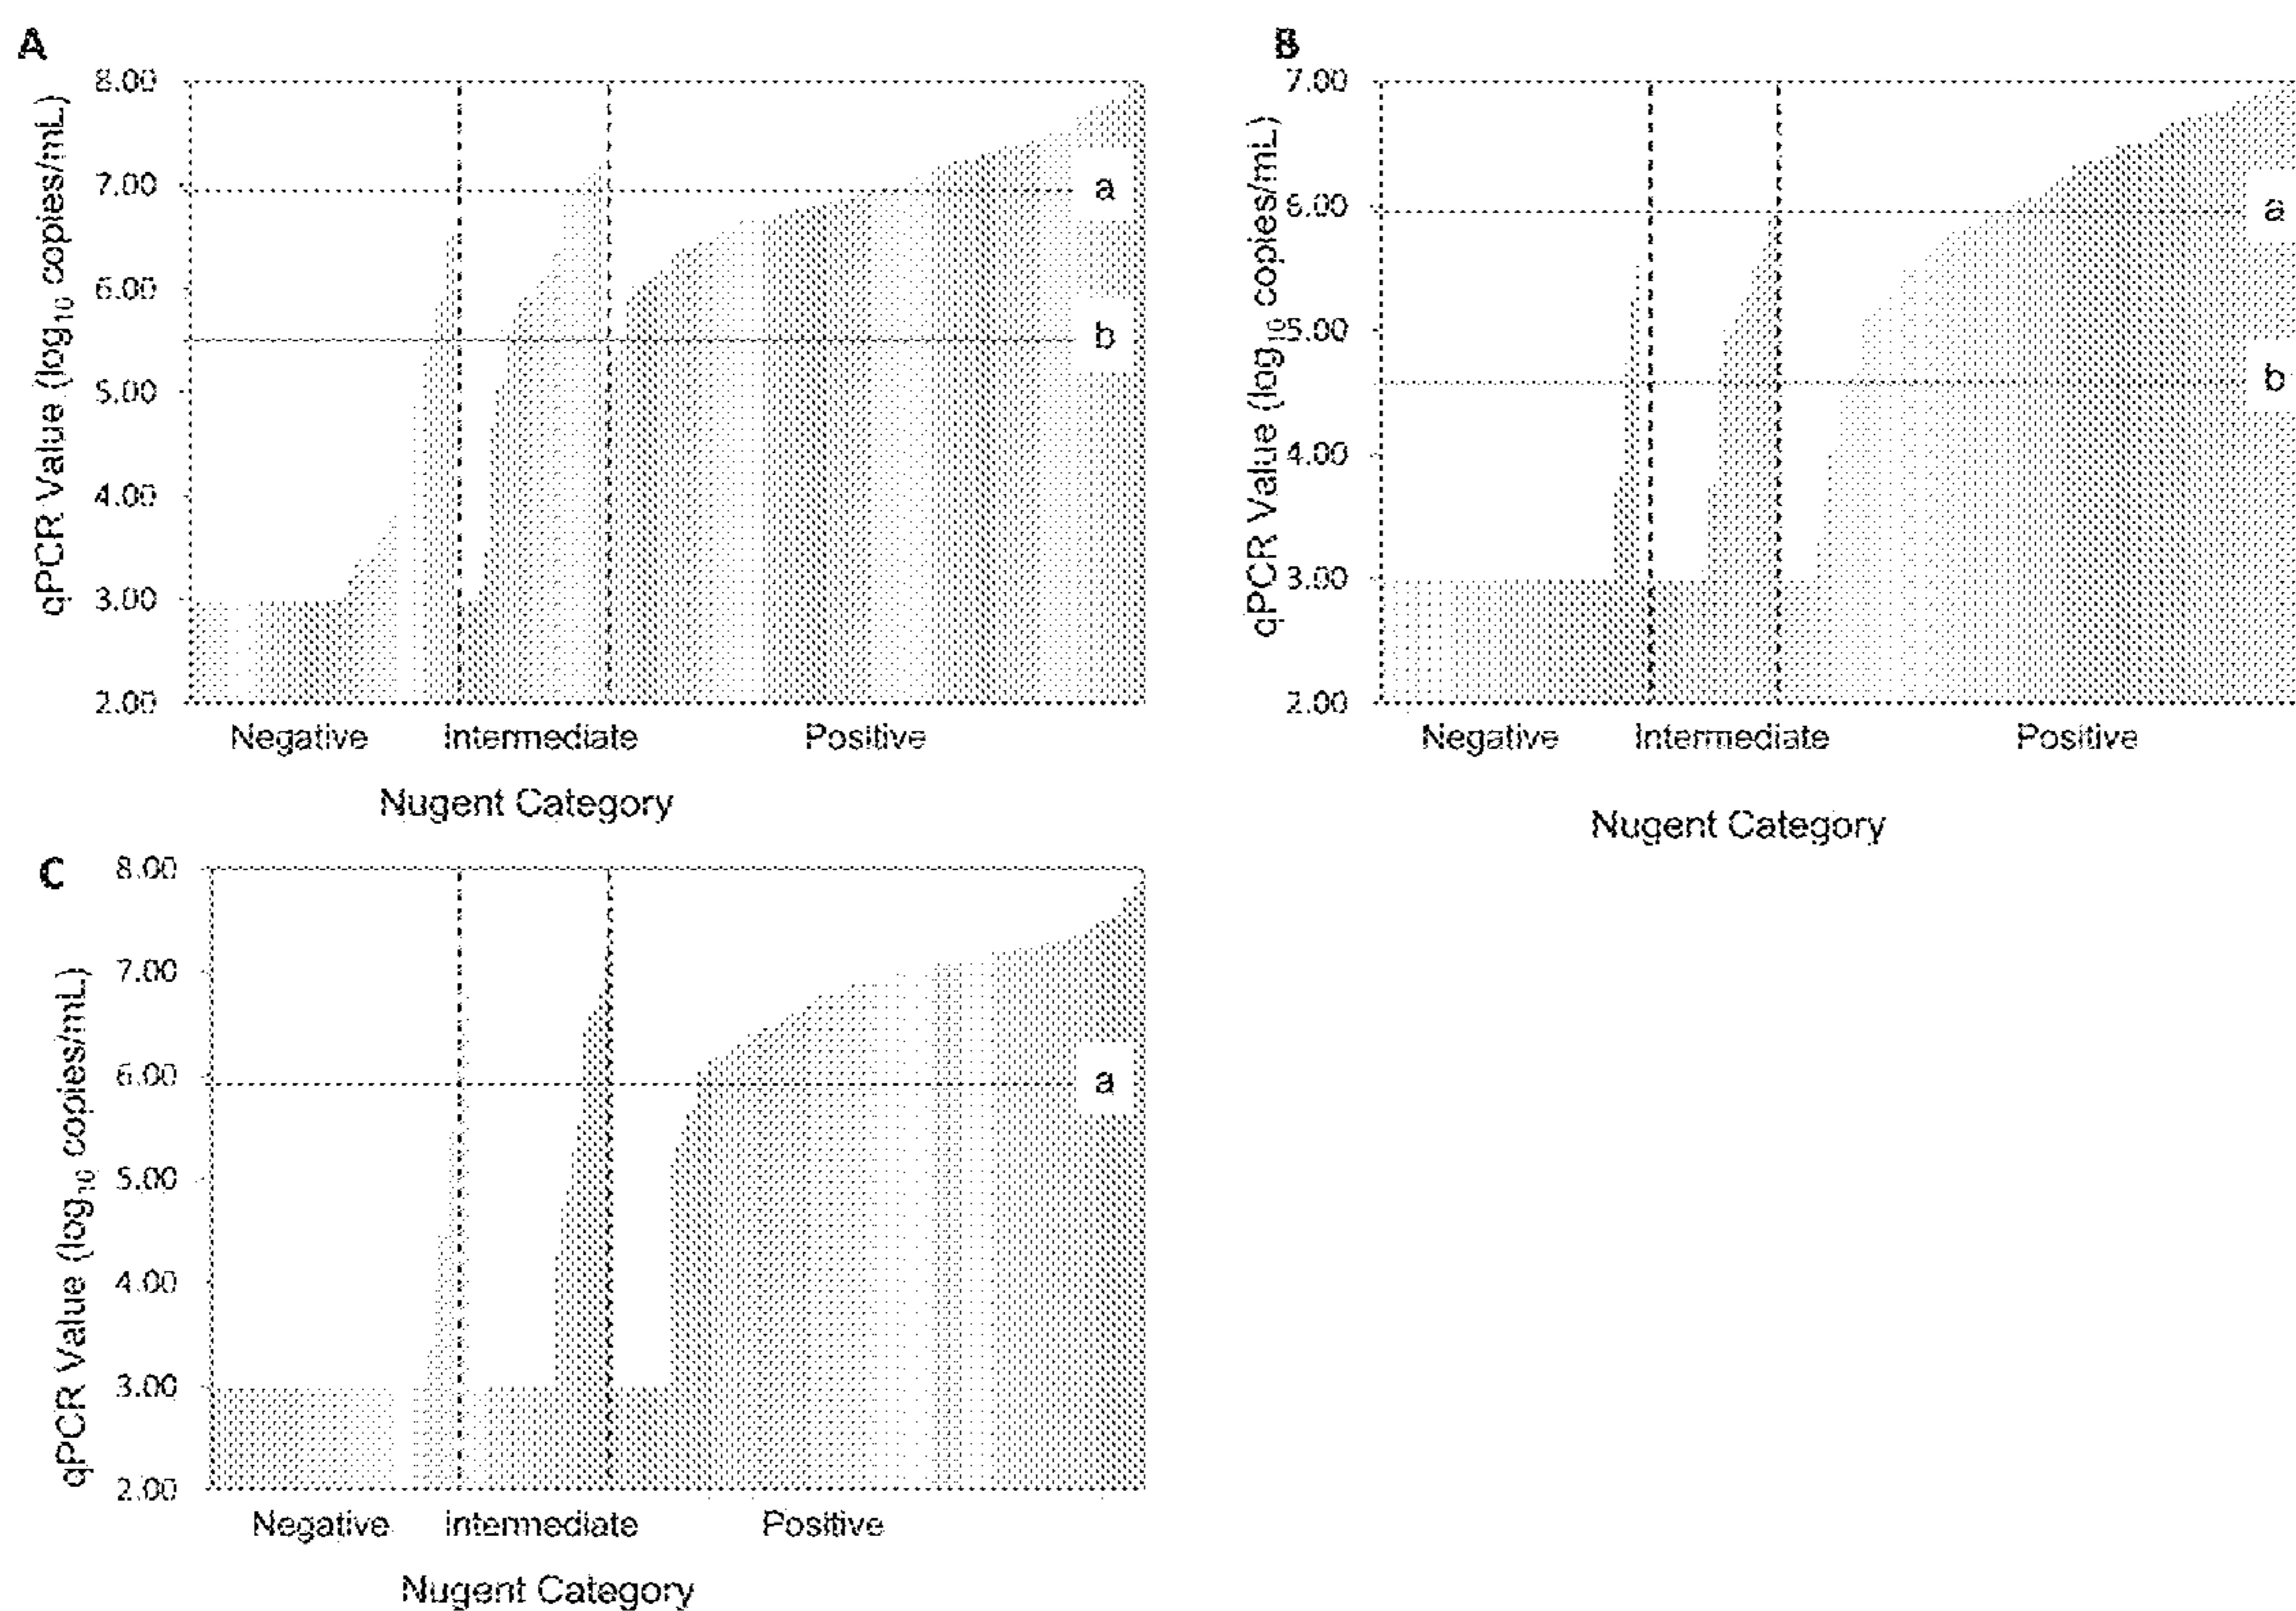 A
qPCR Value (log10 copies/mL)
8.00
7.00
6.00
5.00
4.00
3.00
2.00
a
b
Negative Intermediate Positive
Nugent Category
B
qPCR Value (log10 copies/mL)
7.00
6.00
5.00
4.00
3.00
2.00
a
b
Negative Intermediate Positive
Nugent Category
C
qPCR Value (log10 copies/mL)
8.00
7.00
6.00
5.00
4.00
3.00
2.00
a
Negative Intermediate Positive
Nugent Category